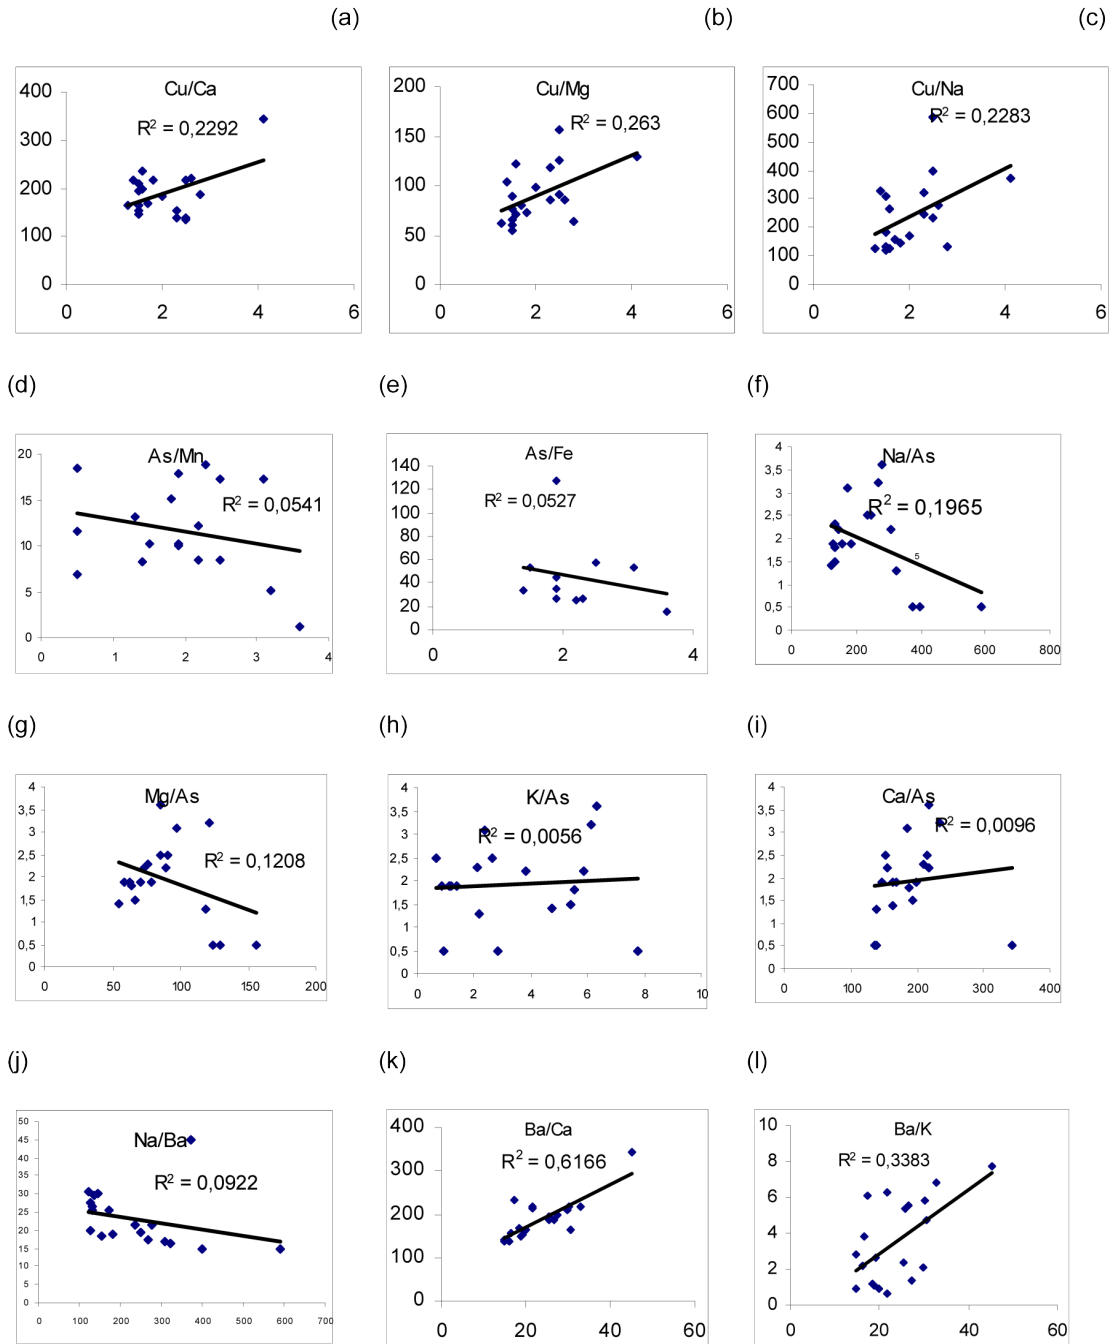 (a) (b) (c)
Cu/Ca
R² = 0,2292
400
300
200
100
0
0 2 4 6
Cu/Mg
R² = 0,263
200
150
100
50
0
0 2 4 6
Cu/Na
R² = 0,2283
700
600
500
400
300
200
100
0
0 2 4 6
(d) (e) (f)
As/Mn
R² = 0,0541
20
15
10
5
0
0 1 2 3 4
As/Fe
R² = 0,0527
140
120
100
80
60
40
20
0
0 2 4
Na/As
R² = 0,1965
5
4
3,5
3
2,5
2
1,5
1
0,5
0
0 200 400 600 800
(g) (h) (i)
Mg/As
R² = 0,1208
4
3,5
3
2,5
2
1,5
1
0,5
0
0 50 100 150 200
K/As
R² = 0,0056
4
3,5
3
2,5
2
1,5
1
0,5
0
0 2 4 6 8 10
Ca/As
R² = 0,0096
4
3,5
3
2,5
2
1,5
1
0,5
0
0 100 200 300 400
(j) (k) (l)
Na/Ba
R² = 0,0922
50
45
40
35
30
25
20
15
10
5
0
0 100 200 300 400 500 600 700
Ba/Ca
R² = 0,6166
400
300
200
100
0
0 20 40 60
Ba/K
R² = 0,3383
10
8
6
4
2
0
0 20 40 60